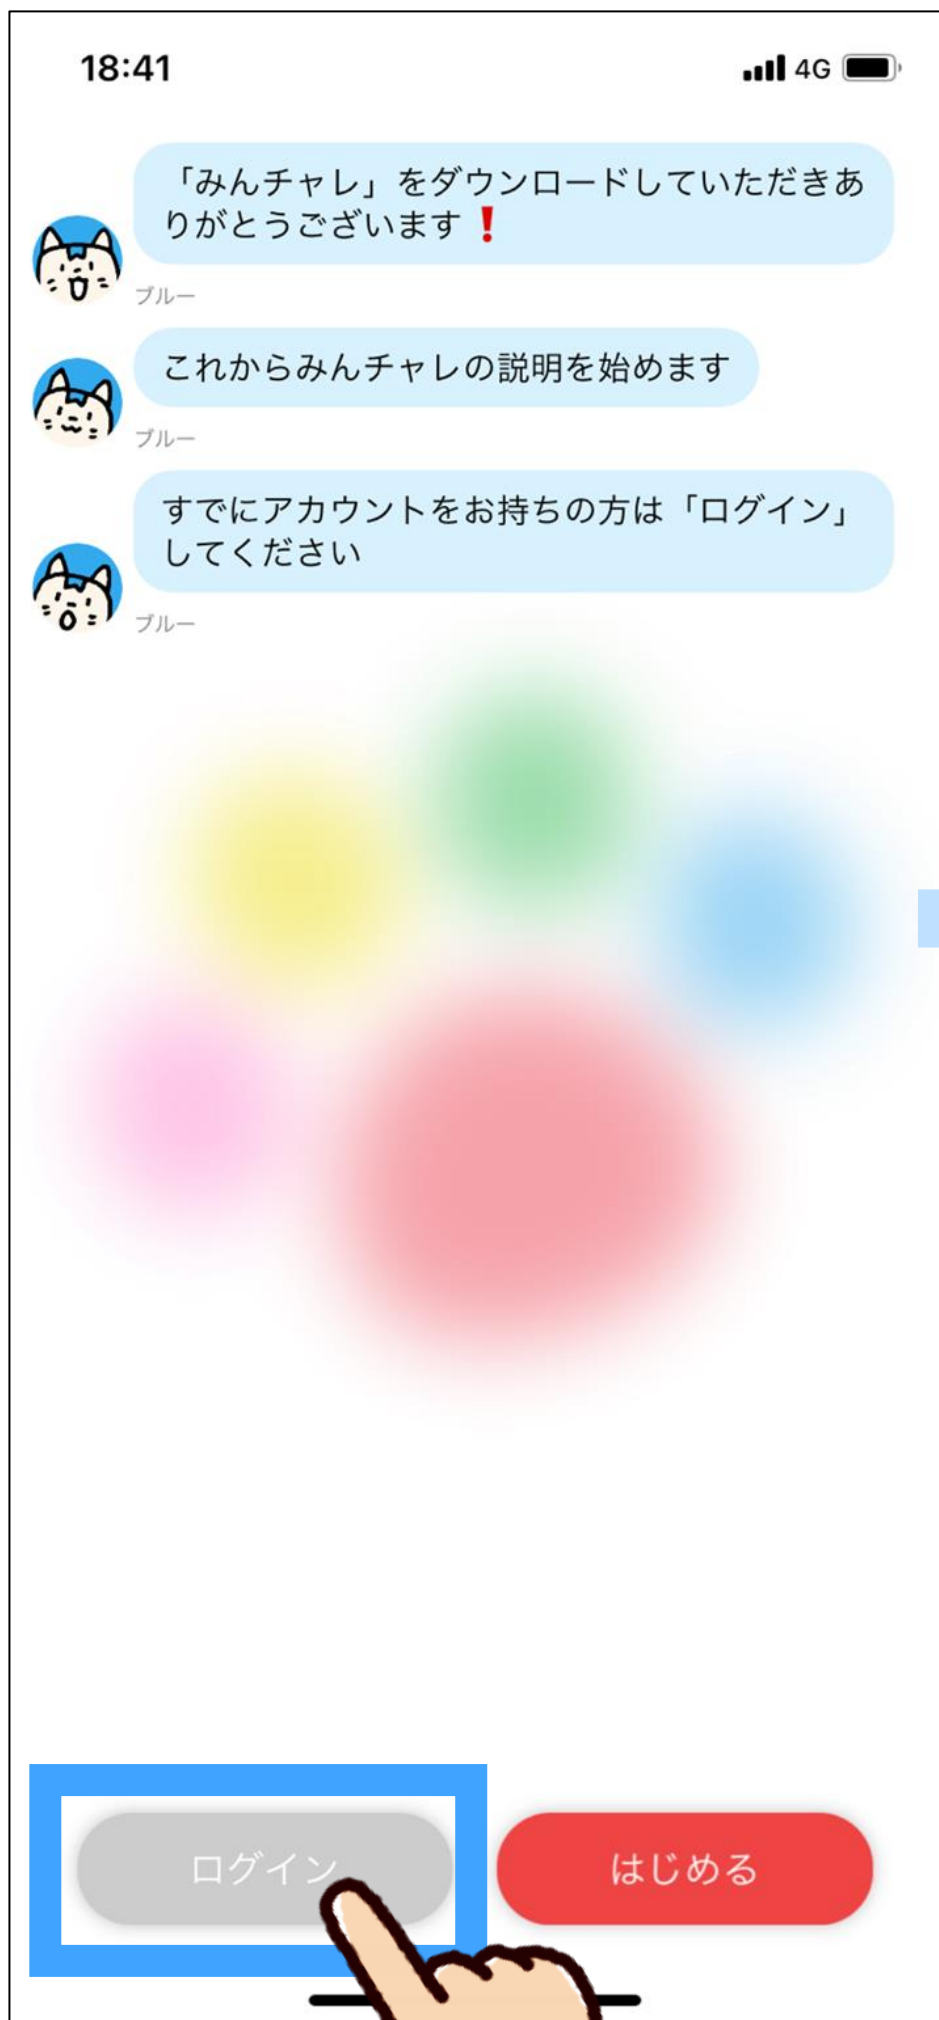 18:41
4G
「みんチャレ」をダウンロードしていただきあ
りがとうございます❗
ブルー
これからみんチャレの説明を始めます
ブルー
すでにアカウントをお持ちの方は「ログイン」
してください
ブルー
ログイン
はじめる